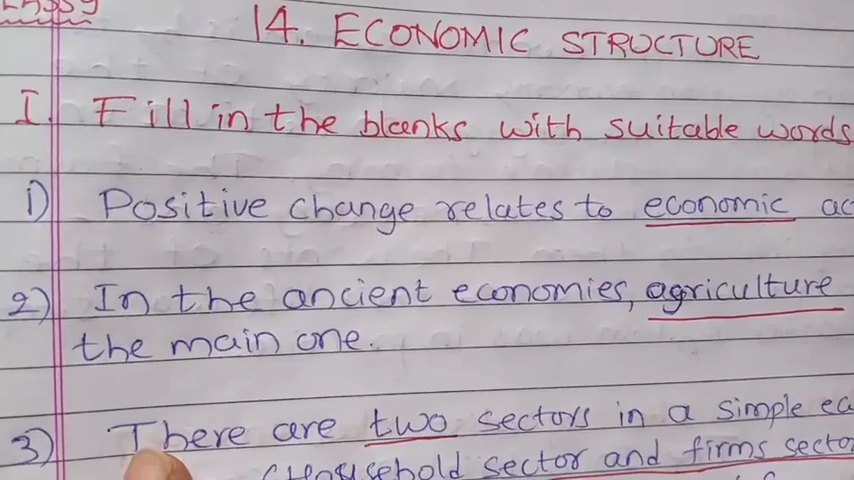 14. ECONOMIC STRUCTURE
I. Fill in the blanks with suitable words
1) Positive change relates to economic
2) In the ancient economies, agriculture
the main one.
3) There are two sectors in a simple
household sector and firms